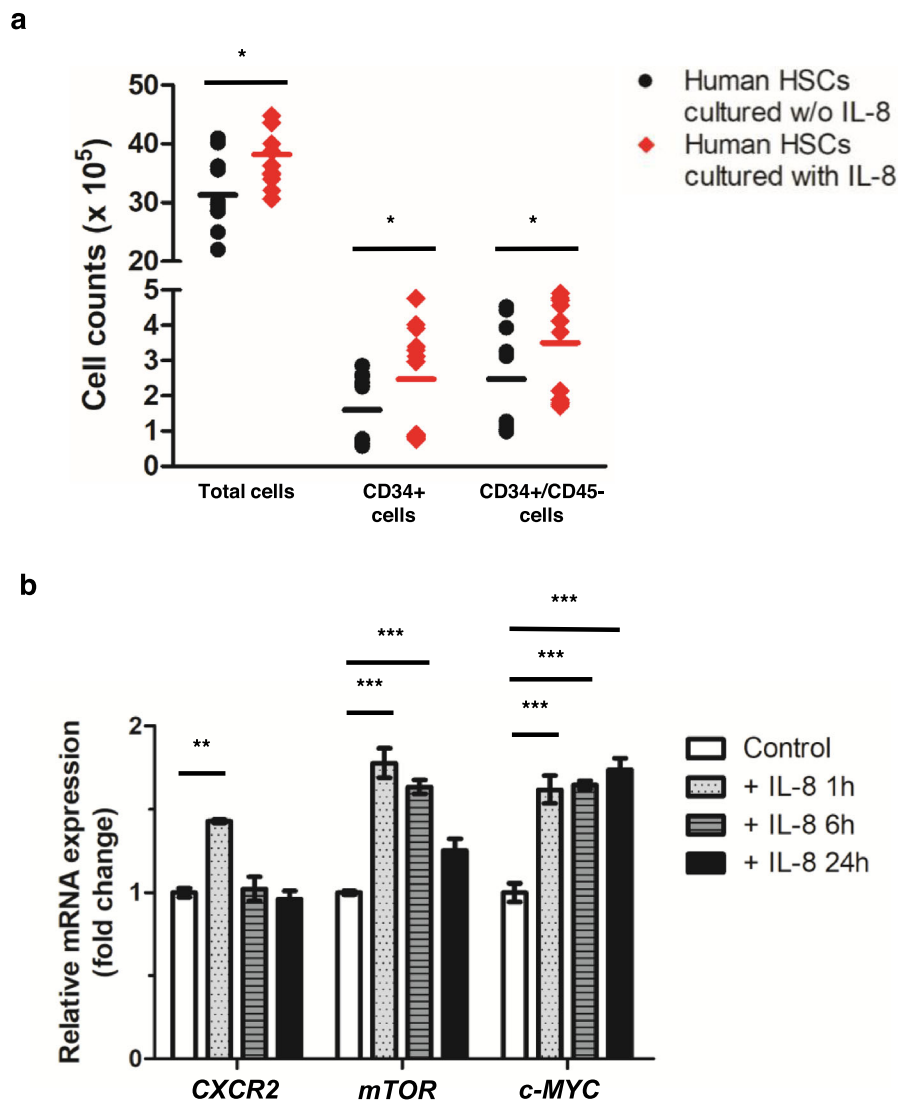 a
*
50
40
30
20
5
4
3
2
1
0
Cell counts (x 10⁵)
*
*
Human HSCs
cultured w/o IL-8
Human HSCs
cultured with IL-8
Total cells
CD34+
cells
CD34+/CD45-
cells
b
***
***
***
***
***
***
**
2
1
0
Relative mRNA expression
(fold change)
Control
+ IL-8 1h
+ IL-8 6h
+ IL-8 24h
CXCR2
mTOR
c-MYC